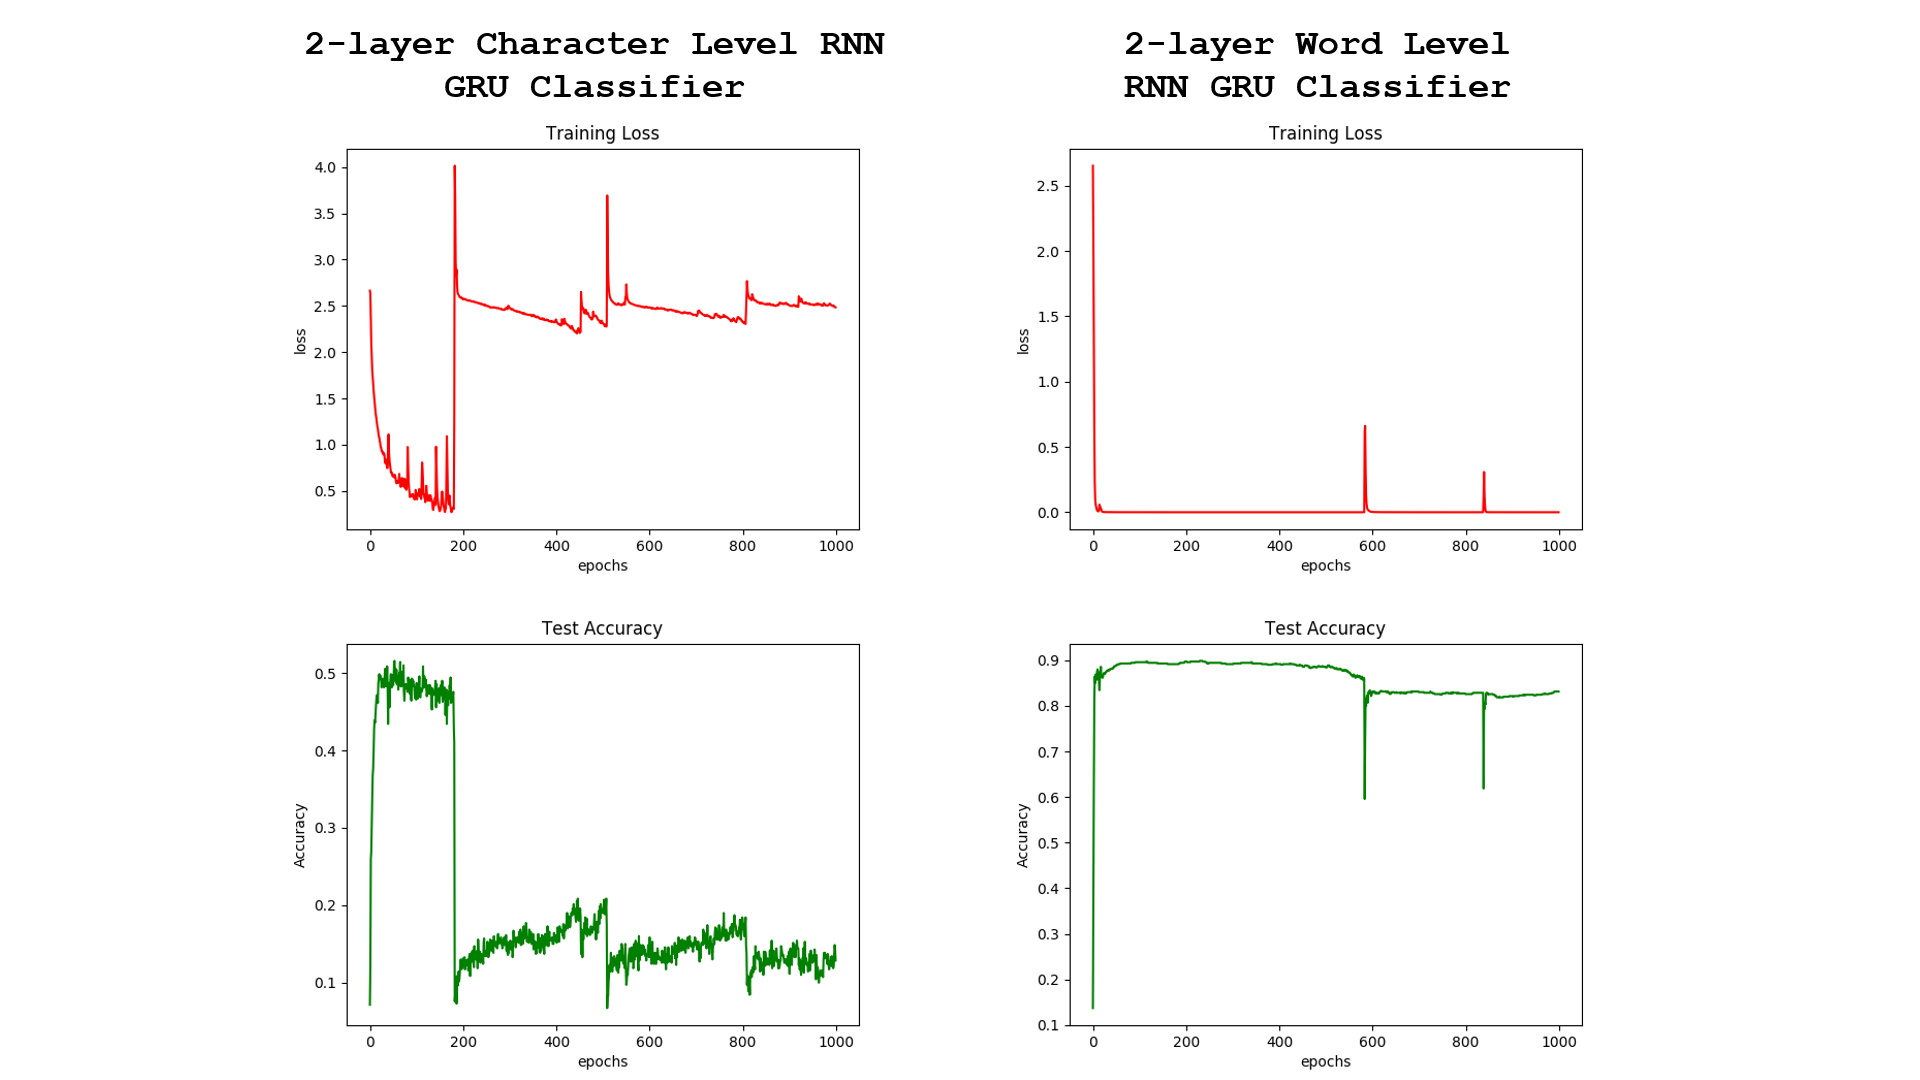 2-layer Character Level RNN
GRU Classifier
2-layer Word Level
RNN GRU Classifier
Training Loss
4.0
3.5
3.0
2.5
2.0
1.5
1.0
0.5
loss
0 200 400 600 800 1000
epochs
Training Loss
2.5
2.0
1.5
1.0
0.5
0.0
loss
0 200 400 600 800 1000
epochs
Test Accuracy
0.5
0.4
0.3
0.2
0.1
Accuracy
0 200 400 600 800 1000
epochs
Test Accuracy
0.9
0.8
0.7
0.6
0.5
0.4
0.3
0.2
0.1
Accuracy
0 200 400 600 800 1000
epochs